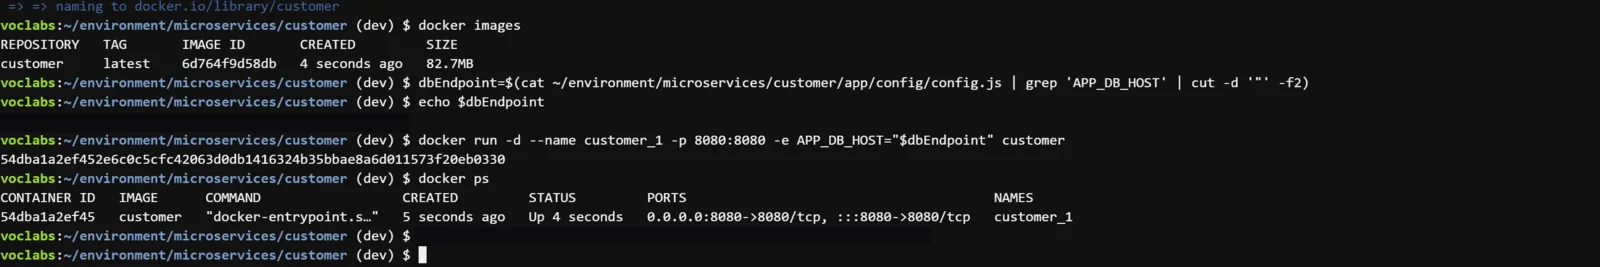 => => naming to docker.io/library/customer
voclabs:~/environment/microservices/customer (dev) $ docker images
REPOSITORY   TAG       IMAGE ID       CREATED         SIZE
customer     latest    6d764f9d58db   4 seconds ago   82.7MB
voclabs:~/environment/microservices/customer (dev) $ dbEndpoint=$(cat ~/environment/microservices/customer/app/config/config.js | grep 'APP_DB_HOST' | cut -d '"' -f2)
voclabs:~/environment/microservices/customer (dev) $ echo $dbEndpoint
voclabs:~/environment/microservices/customer (dev) $ docker run -d --name customer_1 -p 8080:8080 -e APP_DB_HOST="$dbEndpoint" customer
54dba1a2ef452e6c0c5cfc42063d0db1416324b35bbae8a6d011573f20eb0330
voclabs:~/environment/microservices/customer (dev) $ docker ps
CONTAINER ID   IMAGE      COMMAND                  CREATED         STATUS         PORTS                                       NAMES
54dba1a2ef45   customer   "docker-entrypoint.s…"   5 seconds ago   Up 4 seconds   0.0.0.0:8080->8080/tcp, :::8080->8080/tcp   customer_1
voclabs:~/environment/microservices/customer (dev) $
voclabs:~/environment/microservices/customer (dev) $